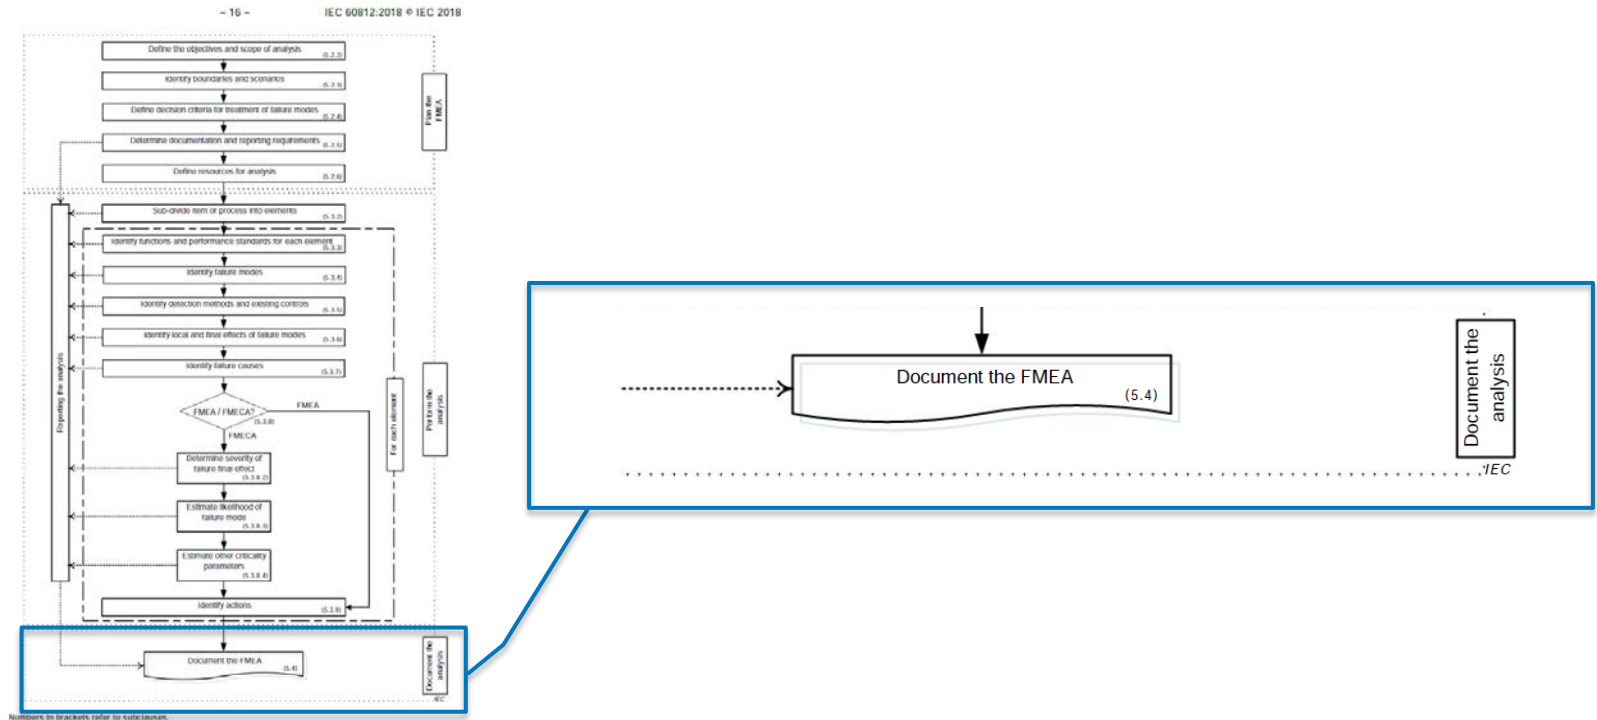 – 16 –
IEC 60812:2018 © IEC 2018
Define the objectives and scope of analysis
(5.2.2)
Identify boundaries and scenarios
(5.2.3)
Define decision criteria for treatment of failure modes
(5.2.4)
Determine documentation and reporting requirements
(5.2.5)
Define resources for analysis
(5.2.6)
Plan the
FMEA
Sub-divide item or process into elements
(5.3.2)
Identify functions and performance standards for each element
(5.3.3)
Identify failure modes
(5.3.4)
Identify detection methods and existing controls
(5.3.5)
Identify local and final effects of failure modes
(5.3.6)
Identify failure causes
(5.3.7)
FMEA / FMECA?
(5.3.8)
FMEA
FMECA
Determine severity of
failure final effect
(5.3.8.2)
Estimate likelihood of
failure mode
(5.3.8.3)
Estimate other criticality
parameters
(5.3.8.4)
Identify actions
(5.3.9)
Reporting the analysis
For each element
Perform the
analysis
Document the FMEA
(5.4)
Document the
analysis
IEC
Numbers in brackets refer to subclauses.
Document the FMEA
(5.4)
Document the
analysis
IEC